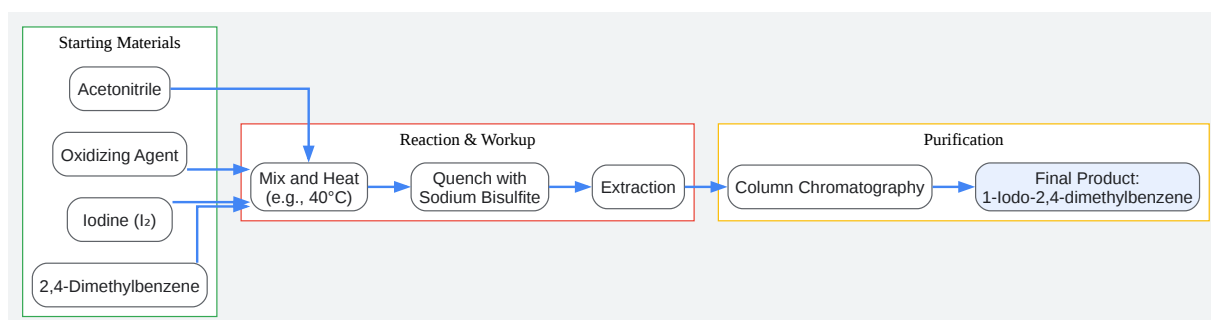 Starting Materials
Acetonitrile
Oxidizing Agent
Iodine (I₂)
2,4-Dimethylbenzene
Reaction & Workup
Mix and Heat
(e.g., 40°C)
Quench with
Sodium Bisulfite
Extraction
Purification
Column Chromatography
Final Product:
1-Iodo-2,4-dimethylbenzene